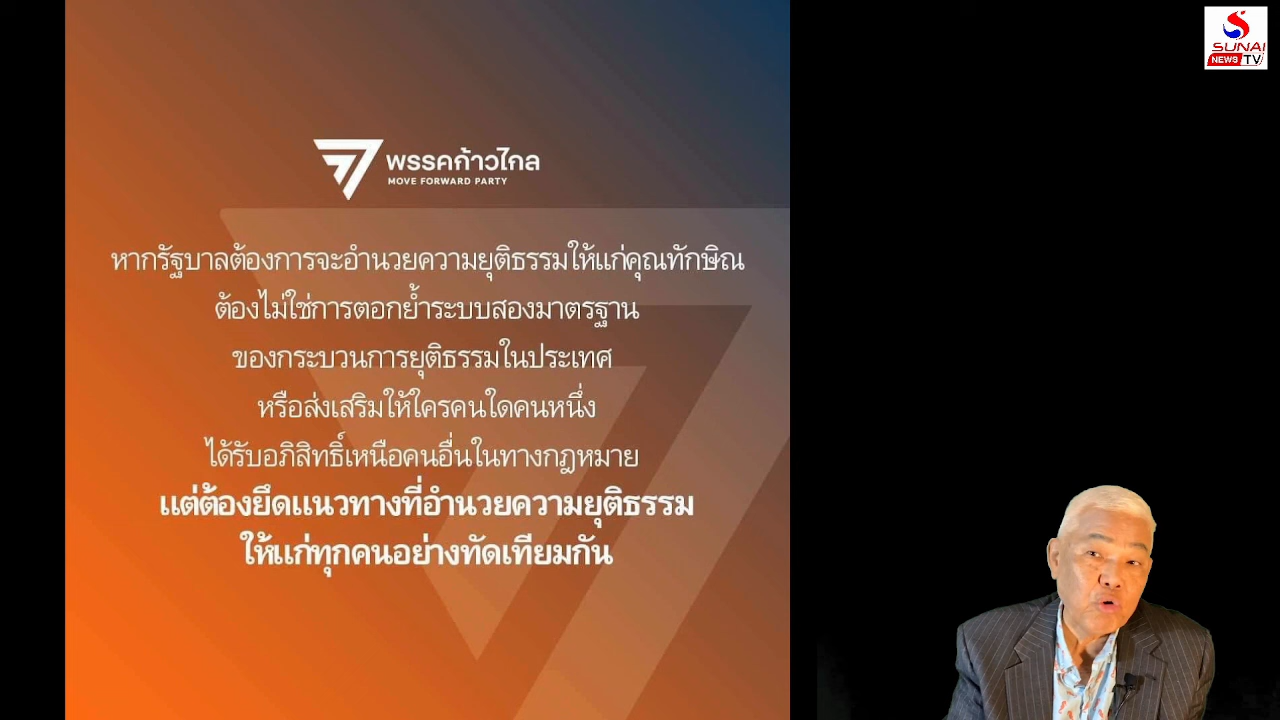 SUNAI
NEWS TV
พรรคก้าวไกล
MOVE FORWARD PARTY
หากรัฐบาลต้องการจะอำนวยความยุติธรรมให้แก่คุณทักษิณ
ต้องไม่ใช่การตอกย้ำระบบสองมาตรฐาน
ของกระบวนการยุติธรรมในประเทศ
หรือส่งเสริมให้ใครคนใดคนหนึ่ง
ได้รับอภิสิทธิ์เหนือคนอื่นในทางกฎหมาย
แต่ต้องยึดแนวทางที่อำนวยความยุติธรรม
ให้แก่ทุกคนอย่างทัดเทียมกัน